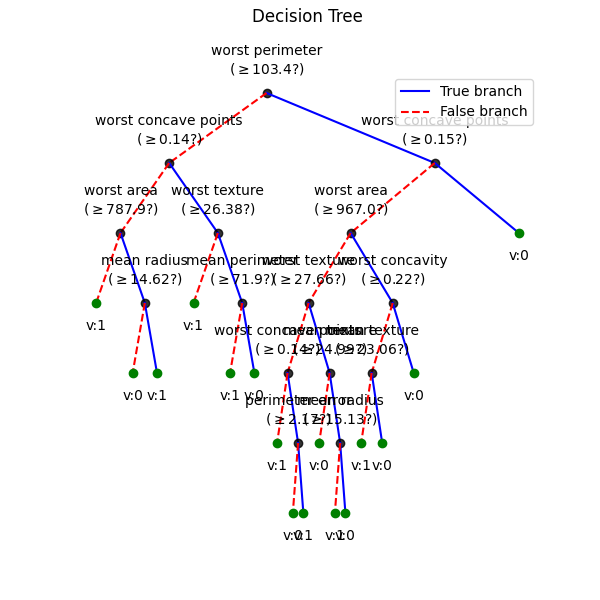 Decision Tree
worst perimeter
(≥103.4?)
True branch
False branch
worst concave points
(≥0.14?)
worst concave points
(≥0.15?)
worst area
(≥787.9?)
worst texture
(≥26.38?)
worst area
(≥967.0?)
v:0
mean radius
(≥14.62?)
mean perimeter
(≥71.9?)
worst texture
(≥27.66?)
worst concavity
(≥0.22?)
v:1
v:1
worst concave points
(≥0.14?)
mean texture
(≥24.99?)
mean texture
(≥23.06?)
v:0
v:1
v:1
v:0
v:0
perimeter error
(≥2.17?)
mean radius
(≥15.13?)
v:1
v:0
v:1
v:0
v:0
v:1
v:1
v:0